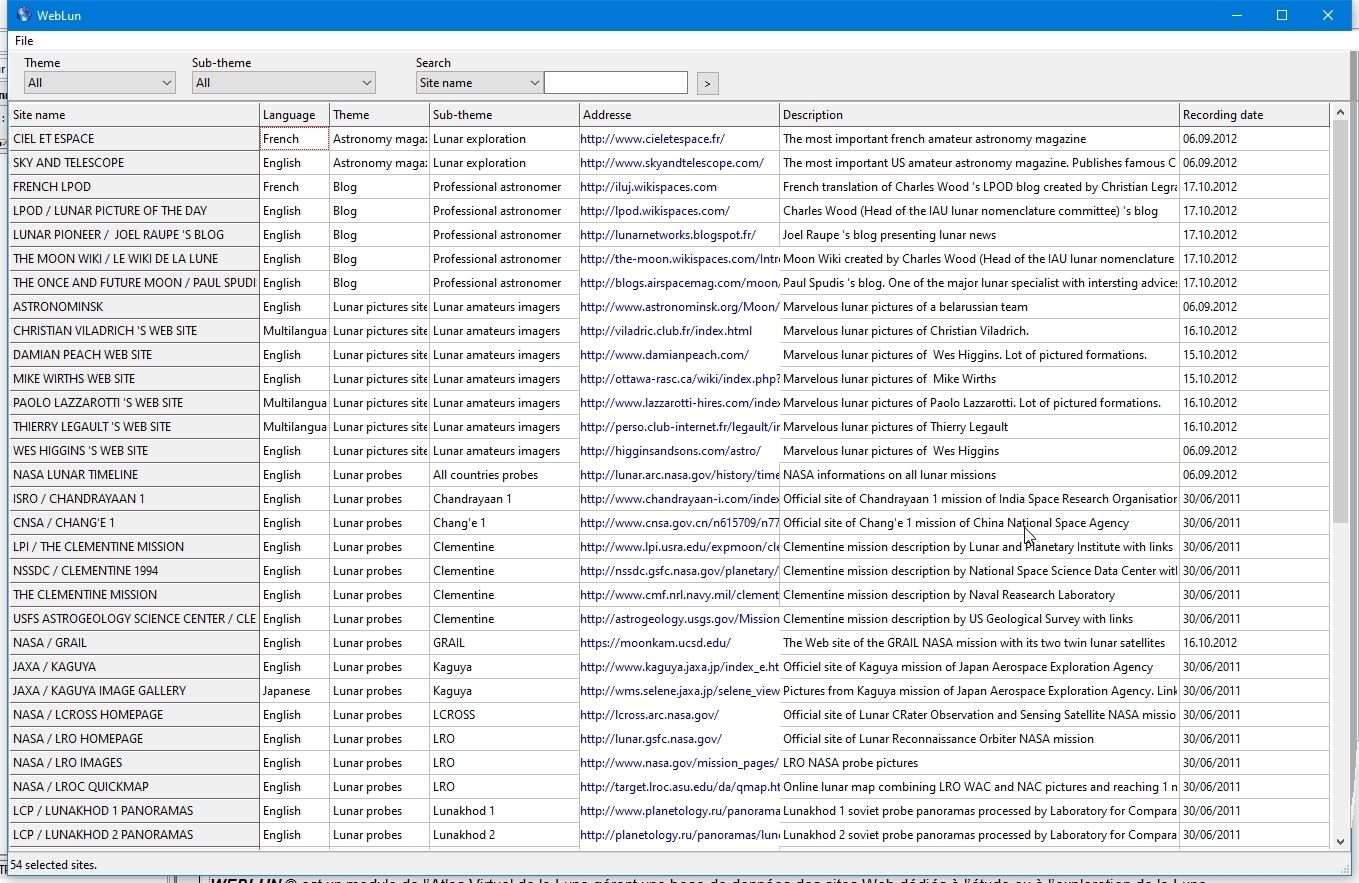 WebLun
File
Theme Sub-theme Search
All All Site name >
Site name Language Theme Sub-theme Addresse Description Recording date
CIEL ET ESPACE French Astronomy maga: Lunar exploration http://www.cieletespace.fr/ The most important french amateur astronomy magazine 06.09.2012
SKY AND TELESCOPE English Astronomy maga: Lunar exploration http://www.skyandtelescope.com/ The most important US amateur astronomy magazine. Publishes famous C 06.09.2012
FRENCH LPOD French Blog Professional astronomer http://iluj.wikispaces.com French translation of Charles Wood 's LPOD blog created by Christian Legra 17.10.2012
LPOD / LUNAR PICTURE OF THE DAY English Blog Professional astronomer http://lpod.wikispaces.com/ Charles Wood (Head of the IAU lunar nomenclature committee) 's blog 17.10.2012
LUNAR PIONEER / JOEL RAUPE 'S BLOG English Blog Professional astronomer http://lunarnetworks.blogspot.fr/ Joel Raupe 's blog presenting lunar news 17.10.2012
THE MOON WIKI / LE WIKI DE LA LUNE English Blog Professional astronomer http://the-moon.wikispaces.com/Intr Moon Wiki created by Charles Wood (Head of the IAU lunar nomenclature 17.10.2012
THE ONCE AND FUTURE MOON / PAUL SPUDI English Blog Professional astronomer http://blogs.airspacemag.com/moon/ Paul Spudis 's blog. One of the major lunar specialist with intersting advices 17.10.2012
ASTRONOMINSK English Lunar pictures site Lunar amateurs imagers http://www.astronominsk.org/Moon/ Marvelous lunar pictures of a belarussian team 06.09.2012
CHRISTIAN VILADRICH 'S WEB SITE Multilangua Lunar pictures site Lunar amateurs imagers http://viladric.club.fr/index.html Marvelous lunar pictures of Christian Viladrich. 16.10.2012
DAMIAN PEACH WEB SITE English Lunar pictures site Lunar amateurs imagers http://www.damianpeach.com/ Marvelous lunar pictures of Wes Higgins. Lot of pictured formations. 15.10.2012
MIKE WIRTHS WEB SITE English Lunar pictures site Lunar amateurs imagers http://ottawa-rasc.ca/wiki/index.php? Marvelous lunar pictures of Mike Wirths 15.10.2012
PAOLO LAZZAROTTI 'S WEB SITE Multilangua Lunar pictures site Lunar amateurs imagers http://www.lazzarotti-hires.com/index Marvelous lunar pictures of Paolo Lazzarotti. Lot of pictured formations. 16.10.2012
THIERRY LEGAULT 'S WEB SITE Multilangua Lunar pictures site Lunar amateurs imagers http://perso.club-internet.fr/legault/ir Marvelous lunar pictures of Thierry Legault 16.10.2012
WES HIGGINS 'S WEB SITE English Lunar pictures site Lunar amateurs imagers http://higginsandsons.com/astro/ Marvelous lunar pictures of Wes Higgins 06.09.2012
NASA LUNAR TIMELINE English Lunar probes All countries probes http://lunar.arc.nasa.gov/history/time NASA informations on all lunar missions 06.09.2012
ISRO / CHANDRAYAAN 1 English Lunar probes Chandrayaan 1 http://www.chandrayaan-i.com/index Official site of Chandrayaan 1 mission of India Space Research Organisation 30/06/2011
CNSA / CHANG'E 1 English Lunar probes Chang'e 1 http://www.cnsa.gov.cn/n615709/n77 Official site of Chang'e 1 mission of China National Space Agency 30/06/2011
LPI / THE CLEMENTINE MISSION English Lunar probes Clementine http://www.lpi.usra.edu/expmoon/cle Clementine mission description by Lunar and Planetary Institute with links 30/06/2011
NSSDC / CLEMENTINE 1994 English Lunar probes Clementine http://nssdc.gsfc.nasa.gov/planetary/ Clementine mission description by National Space Science Data Center wit 30/06/2011
THE CLEMENTINE MISSION English Lunar probes Clementine http://www.cmf.nrl.navy.mil/clement Clementine mission description by Naval Reasearch Laboratory 30/06/2011
USFS ASTROGEOLOGY SCIENCE CENTER / CLE English Lunar probes Clementine http://astrogeology.usgs.gov/Mission Clementine mission description by US Geological Survey with links 30/06/2011
NASA / GRAIL English Lunar probes GRAIL https://moonkam.ucsd.edu/ The Web site of the GRAIL NASA mission with its two twin lunar satellites 16.10.2012
JAXA / KAGUYA English Lunar probes Kaguya http://www.kaguya.jaxa.jp/index_e.ht Officiel site of Kaguya mission of Japan Aerospace Exploration Agency 30/06/2011
JAXA / KAGUYA IMAGE GALLERY Japanese Lunar probes Kaguya http://wms.selene.jaxa.jp/selene_view Pictures from Kaguya mission of Japan Aerospace Exploration Agency. Link 30/06/2011
NASA / LCROSS HOMEPAGE English Lunar probes LCROSS http://lcross.arc.nasa.gov/ Official site of Lunar CRater Observation and Sensing Satellite NASA missio 30/06/2011
NASA / LRO HOMEPAGE English Lunar probes LRO http://lunar.gsfc.nasa.gov/ Official site of Lunar Reconnaissance Orbiter NASA mission 30/06/2011
NASA / LRO IMAGES English Lunar probes LRO http://www.nasa.gov/mission_pages/ LRO NASA probe pictures 30/06/2011
NASA / LROC QUICKMAP English Lunar probes LRO http://target.lroc.asu.edu/da/qmap.ht Online lunar map combining LRO WAC and NAC pictures and reaching 1 n 30/06/2011
LCP / LUNAKHOD 1 PANORAMAS English Lunar probes Lunakhod 1 http://www.planetology.ru/panorama Lunakhod 1 soviet probe panoramas processed by Laboratory for Compara 30/06/2011
LCP / LUNAKHOD 2 PANORAMAS English Lunar probes Lunakhod 2 http://planetology.ru/panoramas/lun Lunakhod 2 soviet probe panoramas processed by Laboratory for Compara 30/06/2011
54 selected sites.